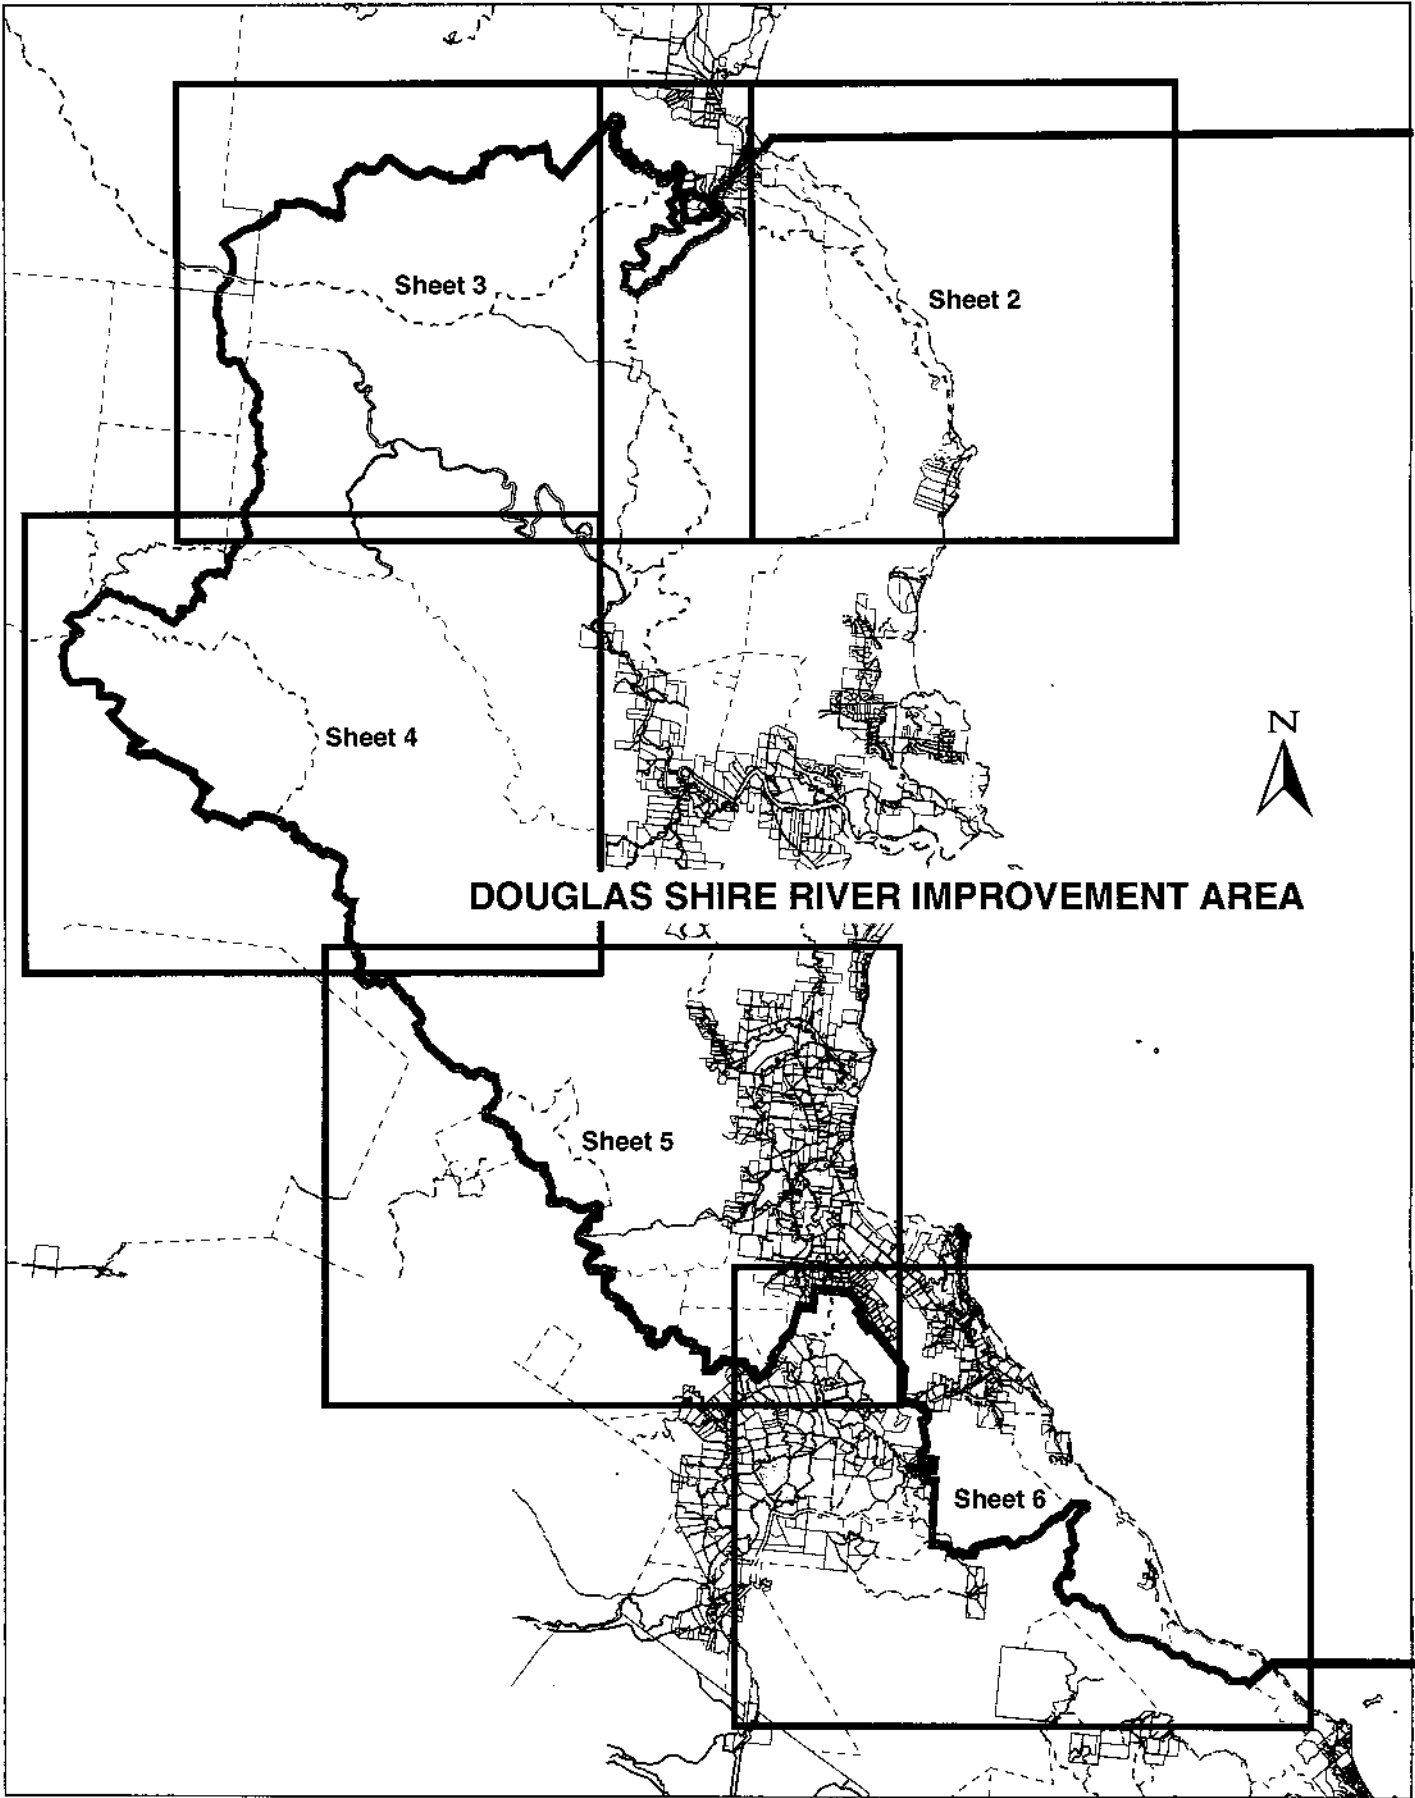 Sheet 3
Sheet 2
N
Sheet 4
DOUGLAS SHIRE RIVER IMPROVEMENT AREA
Sheet 5
Sheet 6